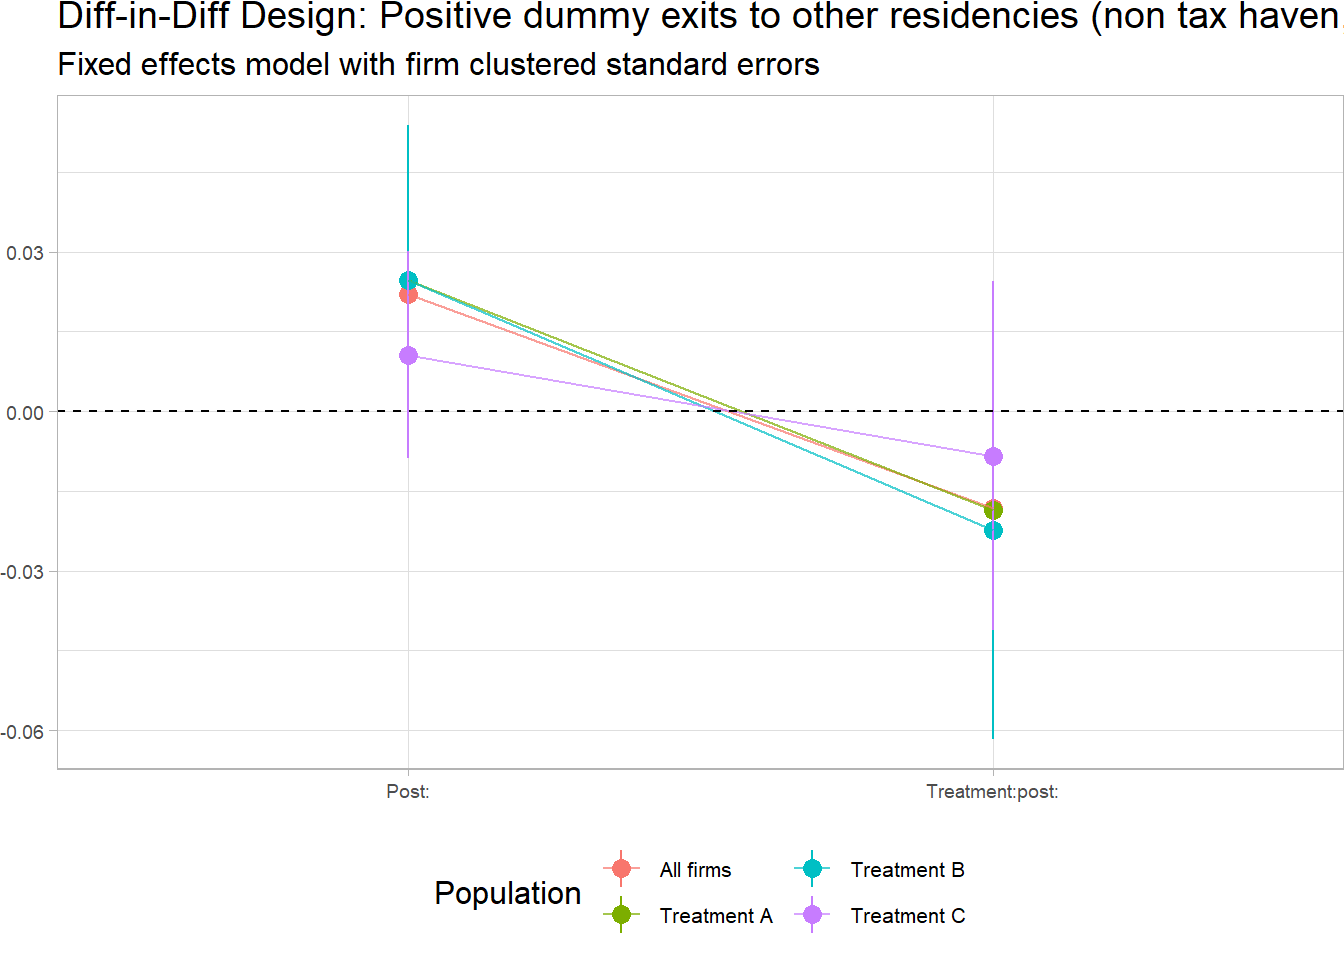 Diff-in-Diff Design: Positive dummy exits to other residencies (non tax haven
Fixed effects model with firm clustered standard errors
0.03
0.00
-0.03
-0.06
Post:
Treatment:post:
Population
All firms
Treatment B
Treatment A
Treatment C